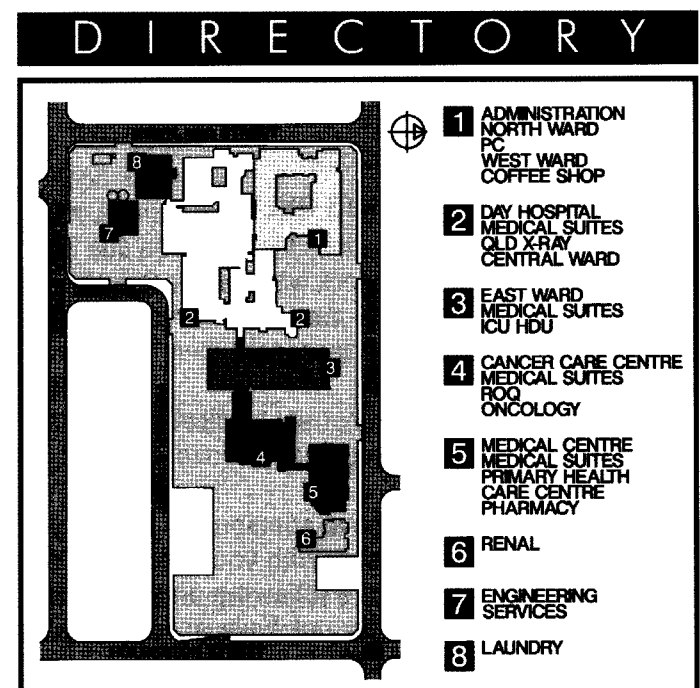 DIRECTORY
1 ADMINISTRATION
NORTH WARD
PC
WEST WARD
COFFEE SHOP
2 DAY HOSPITAL
MEDICAL SUITES
QLD X-RAY
CENTRAL WARD
3 EAST WARD
MEDICAL SUITES
ICU HDU
4 CANCER CARE CENTRE
MEDICAL SUITES
ROQ
ONCOLOGY
5 MEDICAL CENTRE
MEDICAL SUITES
PRIMARY HEALTH
CARE CENTRE
PHARMACY
6 RENAL
7 ENGINEERING
SERVICES
8 LAUNDRY
8
7
1
2 2
3
4
5
6